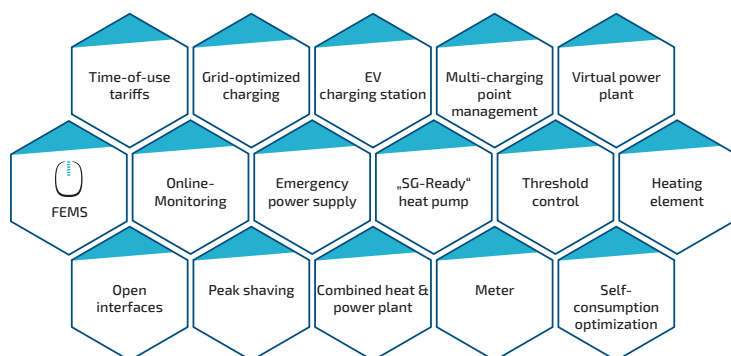 Time-of-use
tariffs
Grid-optimized
charging
EV
charging station
Multi-charging
point
management
Virtual power
plant
FEMS
Online-
Monitoring
Emergency
power supply
„SG-Ready“
heat pump
Threshold
control
Heating
element
Open
interfaces
Peak shaving
Combined heat &
power plant
Meter
Self-
consumption
optimization